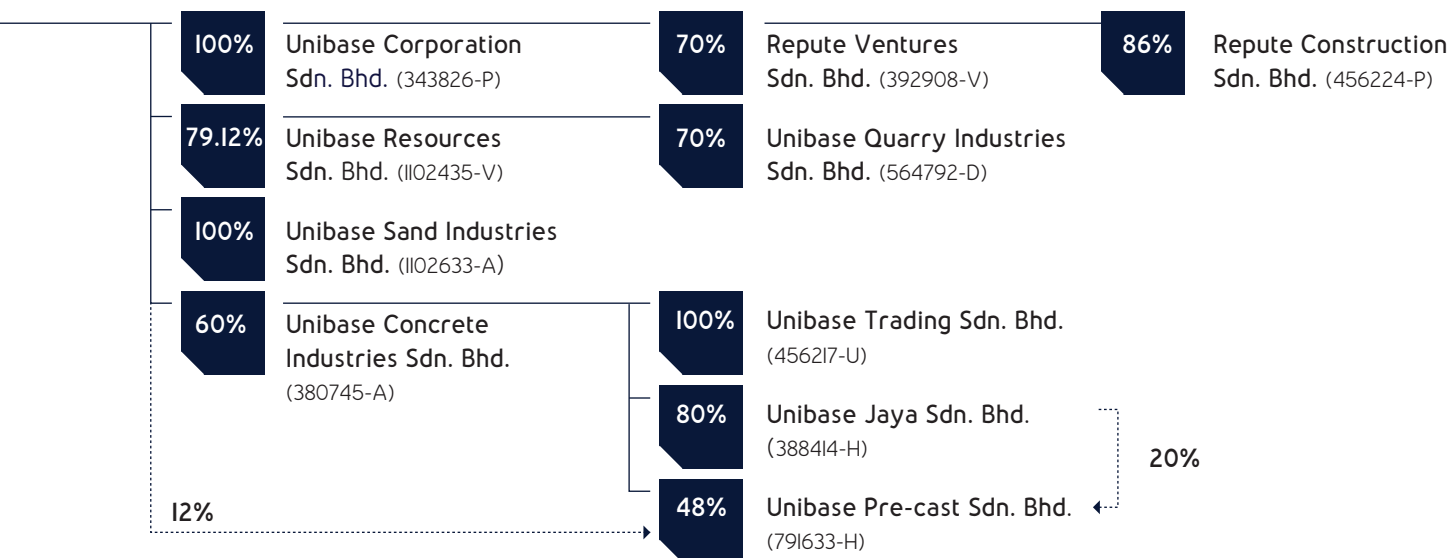 100%
Unibase Corporation
Sdn. Bhd. (343826-P)
70%
Repute Ventures
Sdn. Bhd. (392908-V)
86%
Repute Construction
Sdn. Bhd. (456224-P)
79.12%
Unibase Resources
Sdn. Bhd. (1102435-V)
70%
Unibase Quarry Industries
Sdn. Bhd. (564792-D)
100%
Unibase Sand Industries
Sdn. Bhd. (1102633-A)
60%
Unibase Concrete
Industries Sdn. Bhd.
(380745-A)
100%
Unibase Trading Sdn. Bhd.
(456217-U)
80%
Unibase Jaya Sdn. Bhd.
(388414-H)
20%
12%
48%
Unibase Pre-cast Sdn. Bhd.
(791633-H)